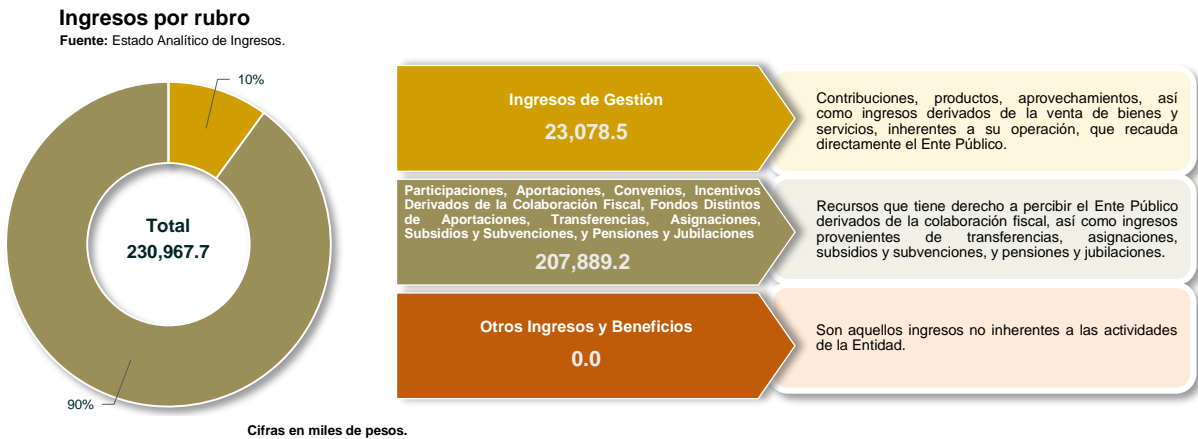 Ingresos por rubro
Fuente: Estado Analítico de Ingresos.
10%
Total
230,967.7
90%
Ingresos de Gestión
23,078.5
Contribuciones, productos, aprovechamientos, así
como ingresos derivados de la venta de bienes y
servicios, inherentes a su operación, que recauda
directamente el Ente Público.
Participaciones, Aportaciones, Convenios, Incentivos
Derivados de la Colaboración Fiscal, Fondos Distintos
de Aportaciones, Transferencias, Asignaciones,
Subsidios y Subvenciones, y Pensiones y Jubilaciones
207,889.2
Recursos que tiene derecho a percibir el Ente Público
derivados de la colaboración fiscal, así como ingresos
provenientes de transferencias, asignaciones,
subsidios y subvenciones, y pensiones y jubilaciones.
Otros Ingresos y Beneficios
0.0
Son aquellos ingresos no inherentes a las actividades
de la Entidad.
Cifras en miles de pesos.